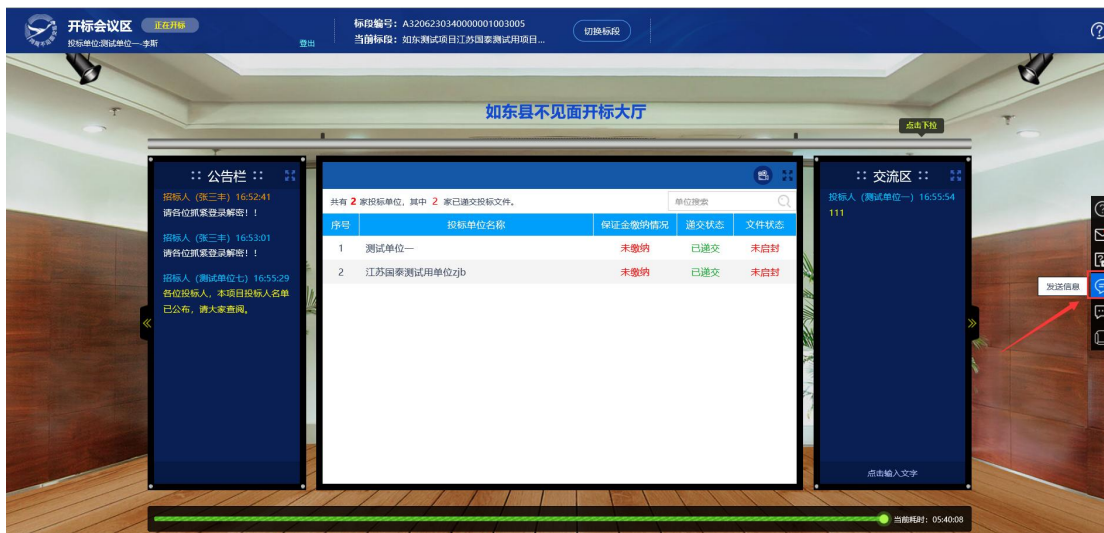 开标会议区 正在开标
投标单位:测试单位一-李斯 登出
标段编号：A3206230340000001003005
当前标段：如东测试项目江苏国泰测试用项目...
切换标段
如东县不见面开标大厅
点击下拉
:: 公告栏 ::
招标人（张三丰）16:52:41
请各位抓紧登录解密！！
招标人（张三丰）16:53:01
请各位抓紧登录解密！！
招标人（测试单位七）16:55:29
各位投标人，本项目投标人名单
已公布，请大家查阅。
共有 2 家投标单位，其中 2 家已递交投标文件。
单位搜索
序号 投标单位名称 保证金缴纳情况 递交状态 文件状态
1 测试单位一 未缴纳 已递交 未启封
2 江苏国泰测试用单位zjb 未缴纳 已递交 未启封
:: 交流区 ::
投标人（测试单位一）16:55:54
111
点击输入文字
发送信息
当前耗时：05:40:08